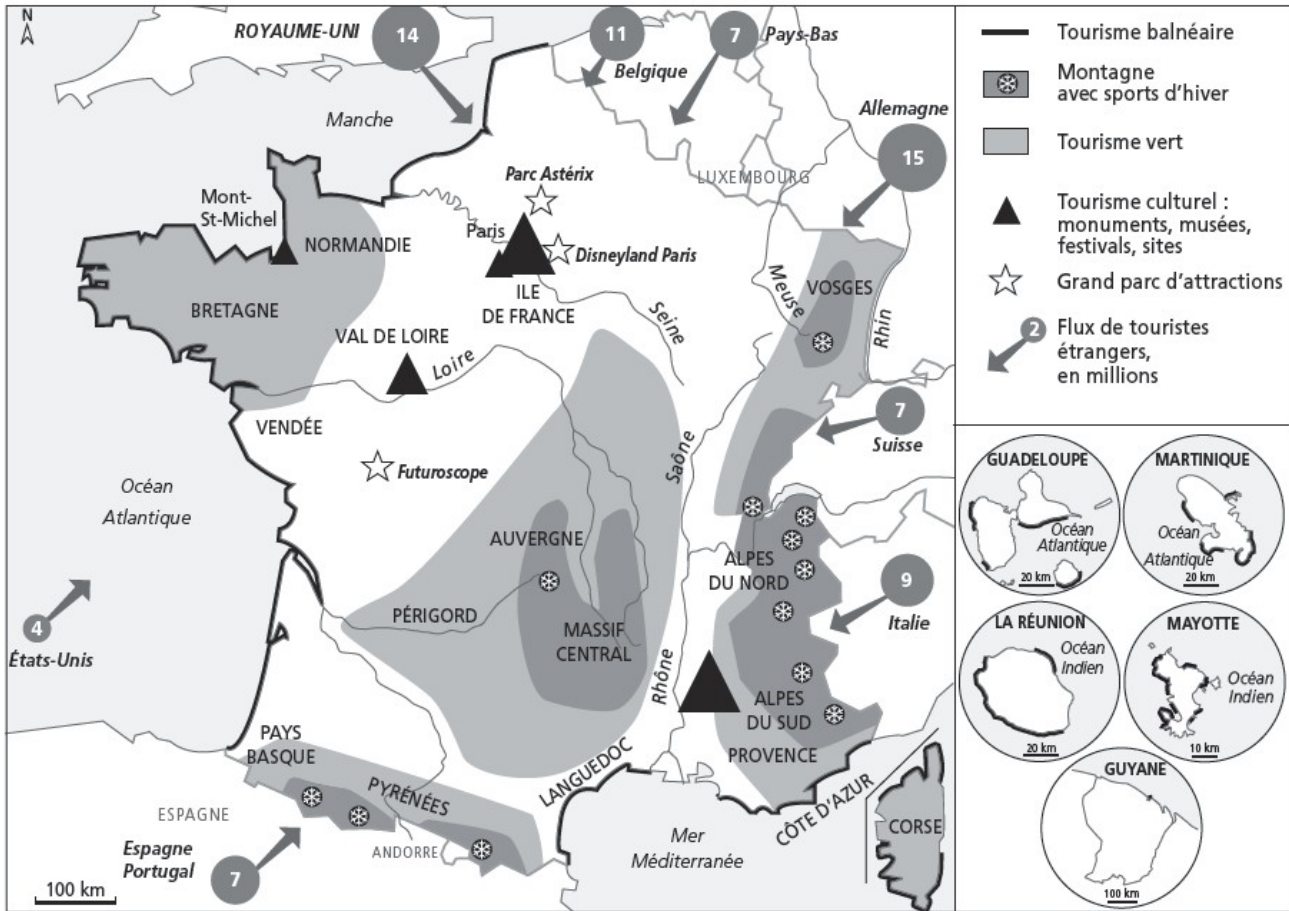 N
ROYAUME-UNI
14
11
Belgique
7
Pays-Bas
Allemagne
15
Manche
LUXEMBOURG
Parc Astérix
Mont-
St-Michel
NORMANDIE
Paris
Disneyland Paris
ILE
DE FRANCE
BRETAGNE
Meuse
VOSGES
Rhin
Seine
VAL DE LOIRE
Loire
VENDÉE
7
Suisse
Saône
Futuroscope
Océan
Atlantique
AUVERGNE
ALPES
DU NORD
9
Italie
PÉRIGORD
MASSIF
CENTRAL
4
États-Unis
Rhône
ALPES
DU SUD
PAYS
BASQUE
PROVENCE
LANGUEDOC
PYRÉNÉES
CÔTE D'AZUR
CORSE
ESPAGNE
ANDORRE
Mer
Méditerranée
Espagne
Portugal
7
100 km
Tourisme balnéaire
Montagne
avec sports d'hiver
Tourisme vert
Tourisme culturel :
monuments, musées,
festivals, sites
Grand parc d'attractions
2
Flux de touristes
étrangers,
en millions
GUADELOUPE
Océan
Atlantique
20 km
MARTINIQUE
Océan
Atlantique
20 km
LA RÉUNION
Océan
Indien
20 km
MAYOTTE
Océan
Indien
10 km
GUYANE
100 km